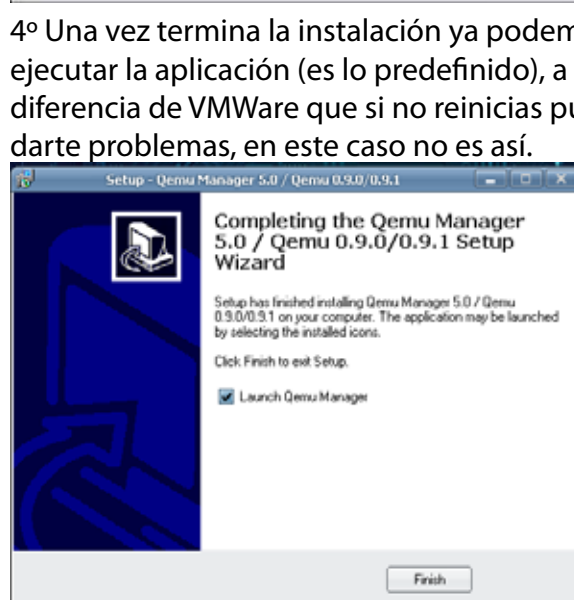 4º Una vez termina la instalación ya podem
ejecutar la aplicación (es lo predefinido), a
diferencia de VMWare que si no reinicias pu
darte problemas, en este caso no es así.
Setup - Qemu Manager 5.0 / Qemu 0.9.0/0.9.1
Completing the Qemu Manager
5.0 / Qemu 0.9.0/0.9.1 Setup
Wizard
Setup has finished installing Qemu Manager 5.0 / Qemu
0.9.0/0.9.1 on your computer. The application may be launched
by selecting the installed icons.
Click Finish to exit Setup.
Launch Qemu Manager
Finish